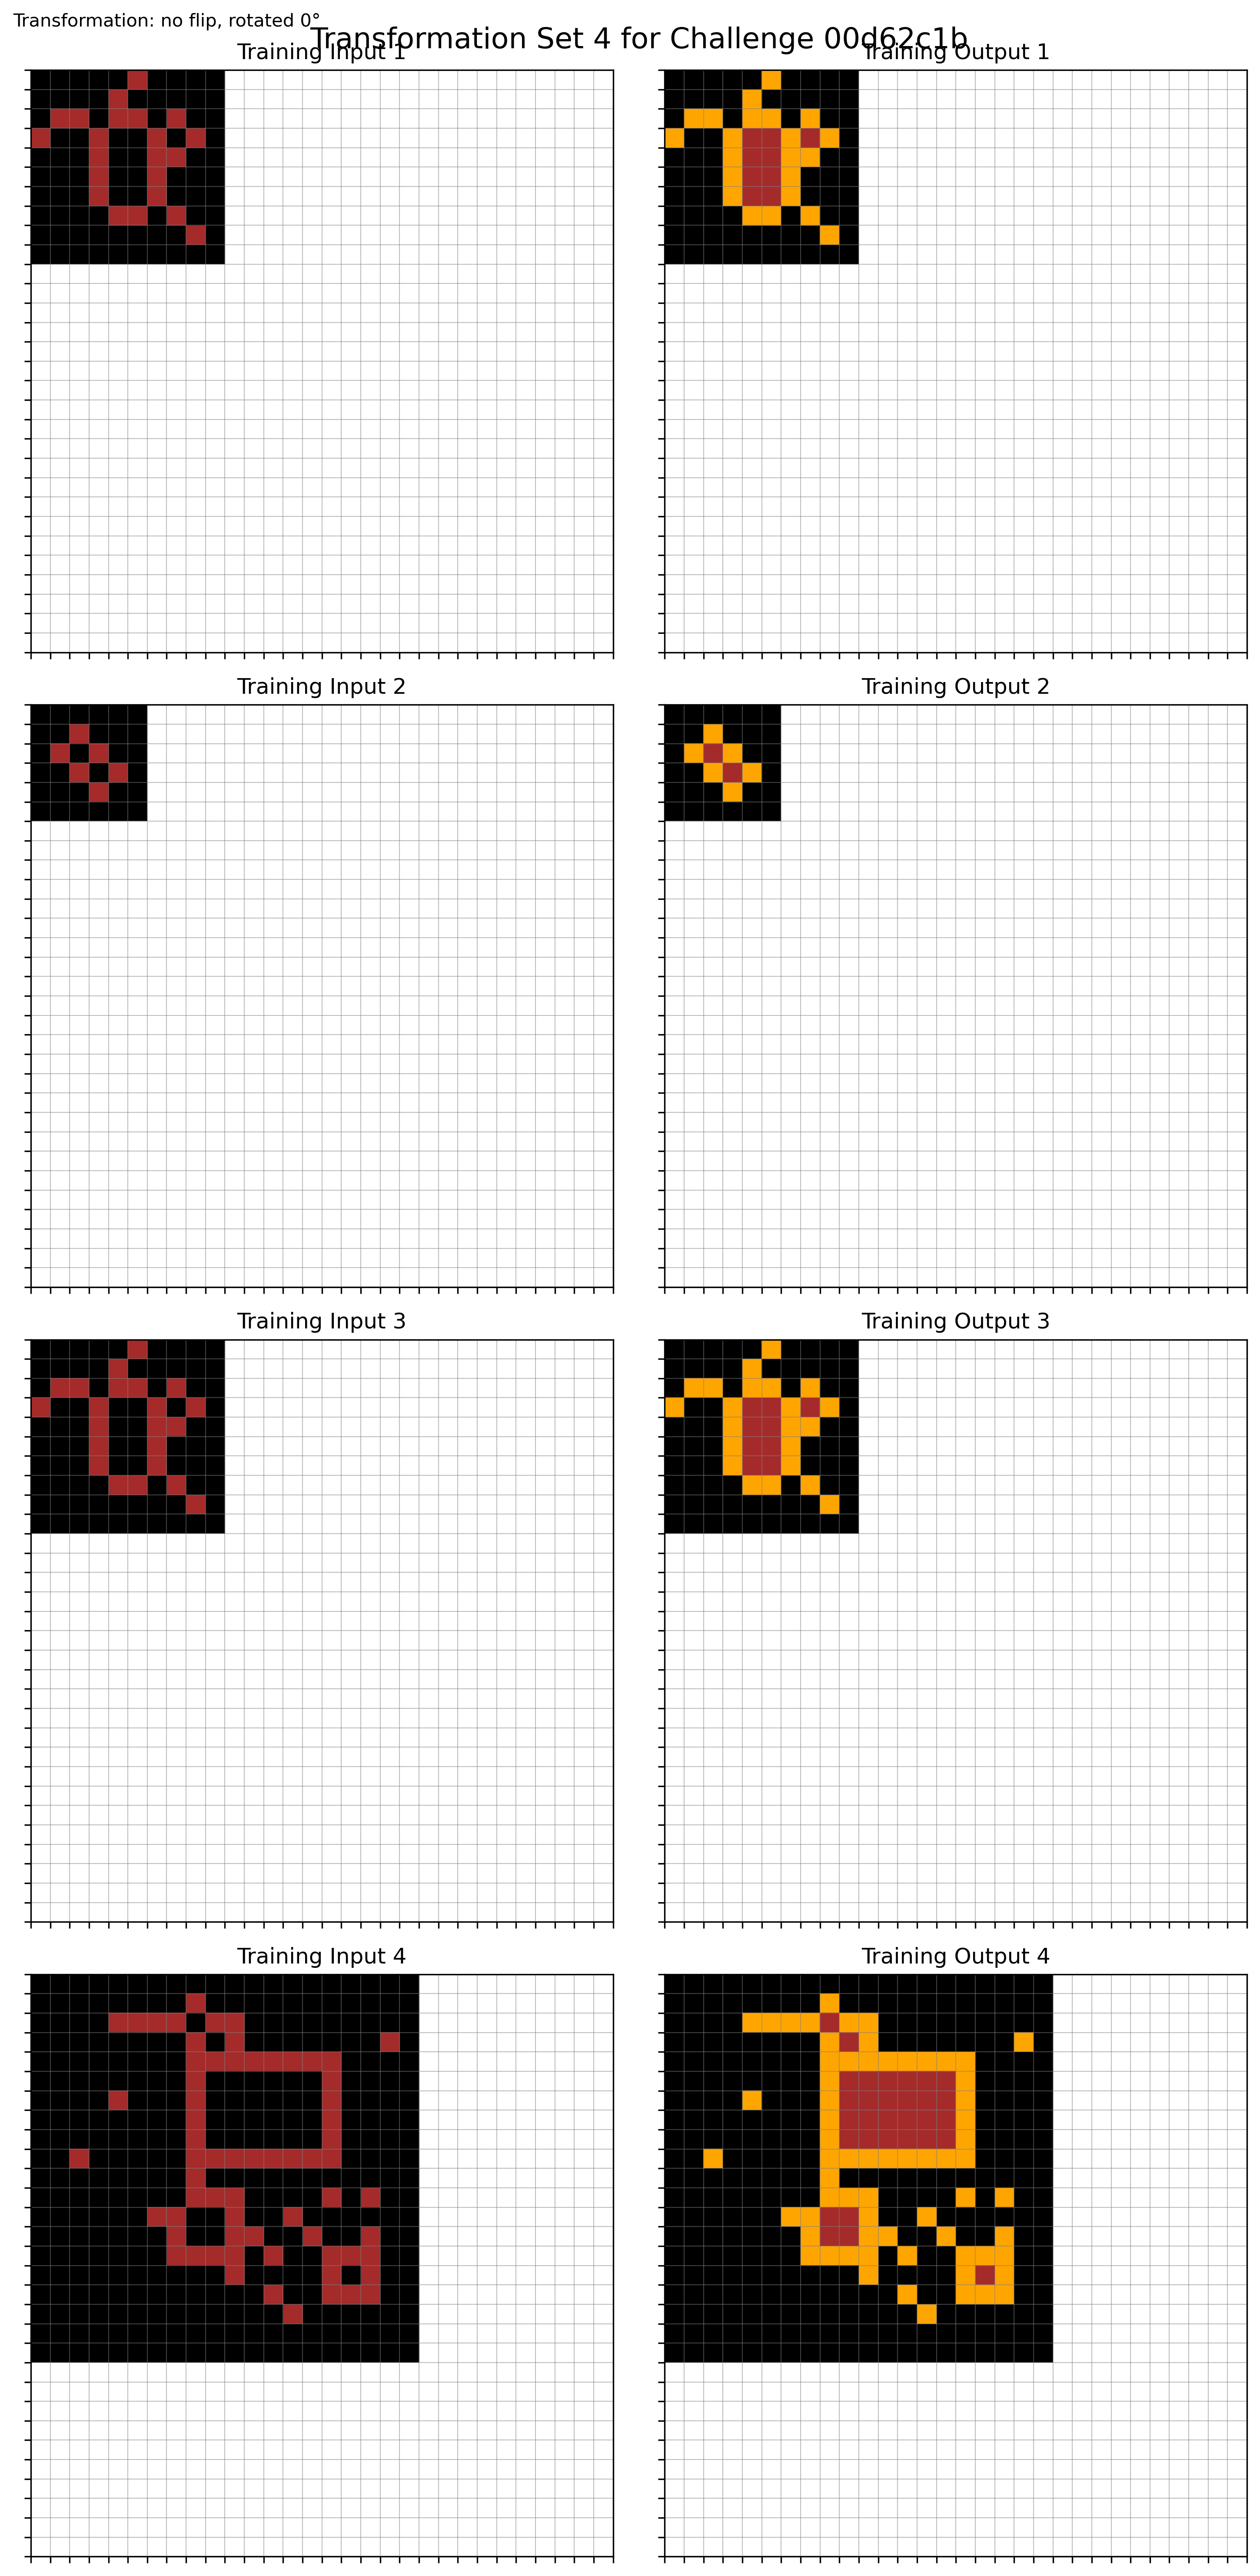 Transformation: no flip, rotated 0°
Transformation Set 4 for Challenge 00d62c1b
Training Input 1
Training Output 1
Training Input 2
Training Output 2
Training Input 3
Training Output 3
Training Input 4
Training Output 4